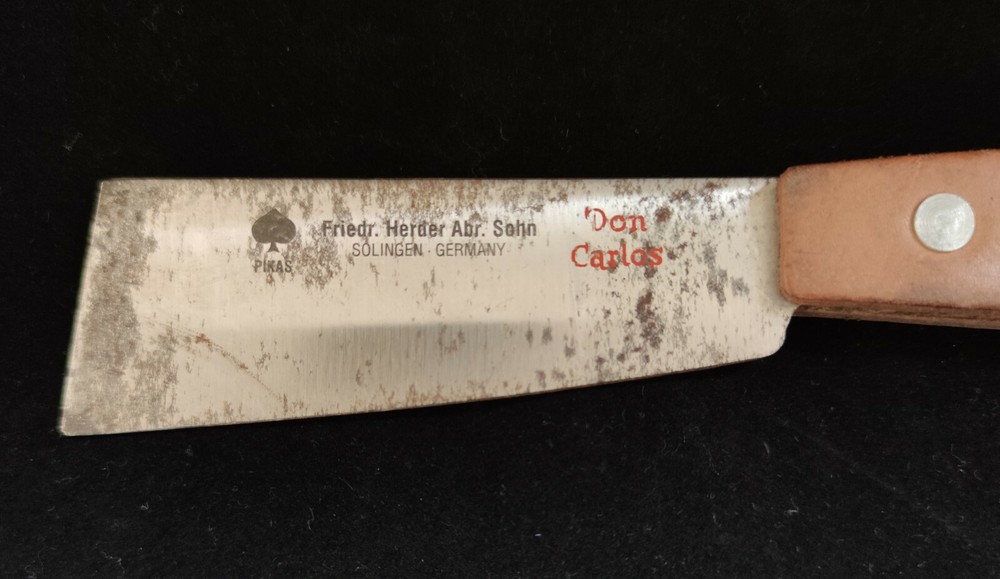 Friedr. Herder Abr. Sohn
SOLINGEN · GERMANY
PIKAS
Don
Carlos